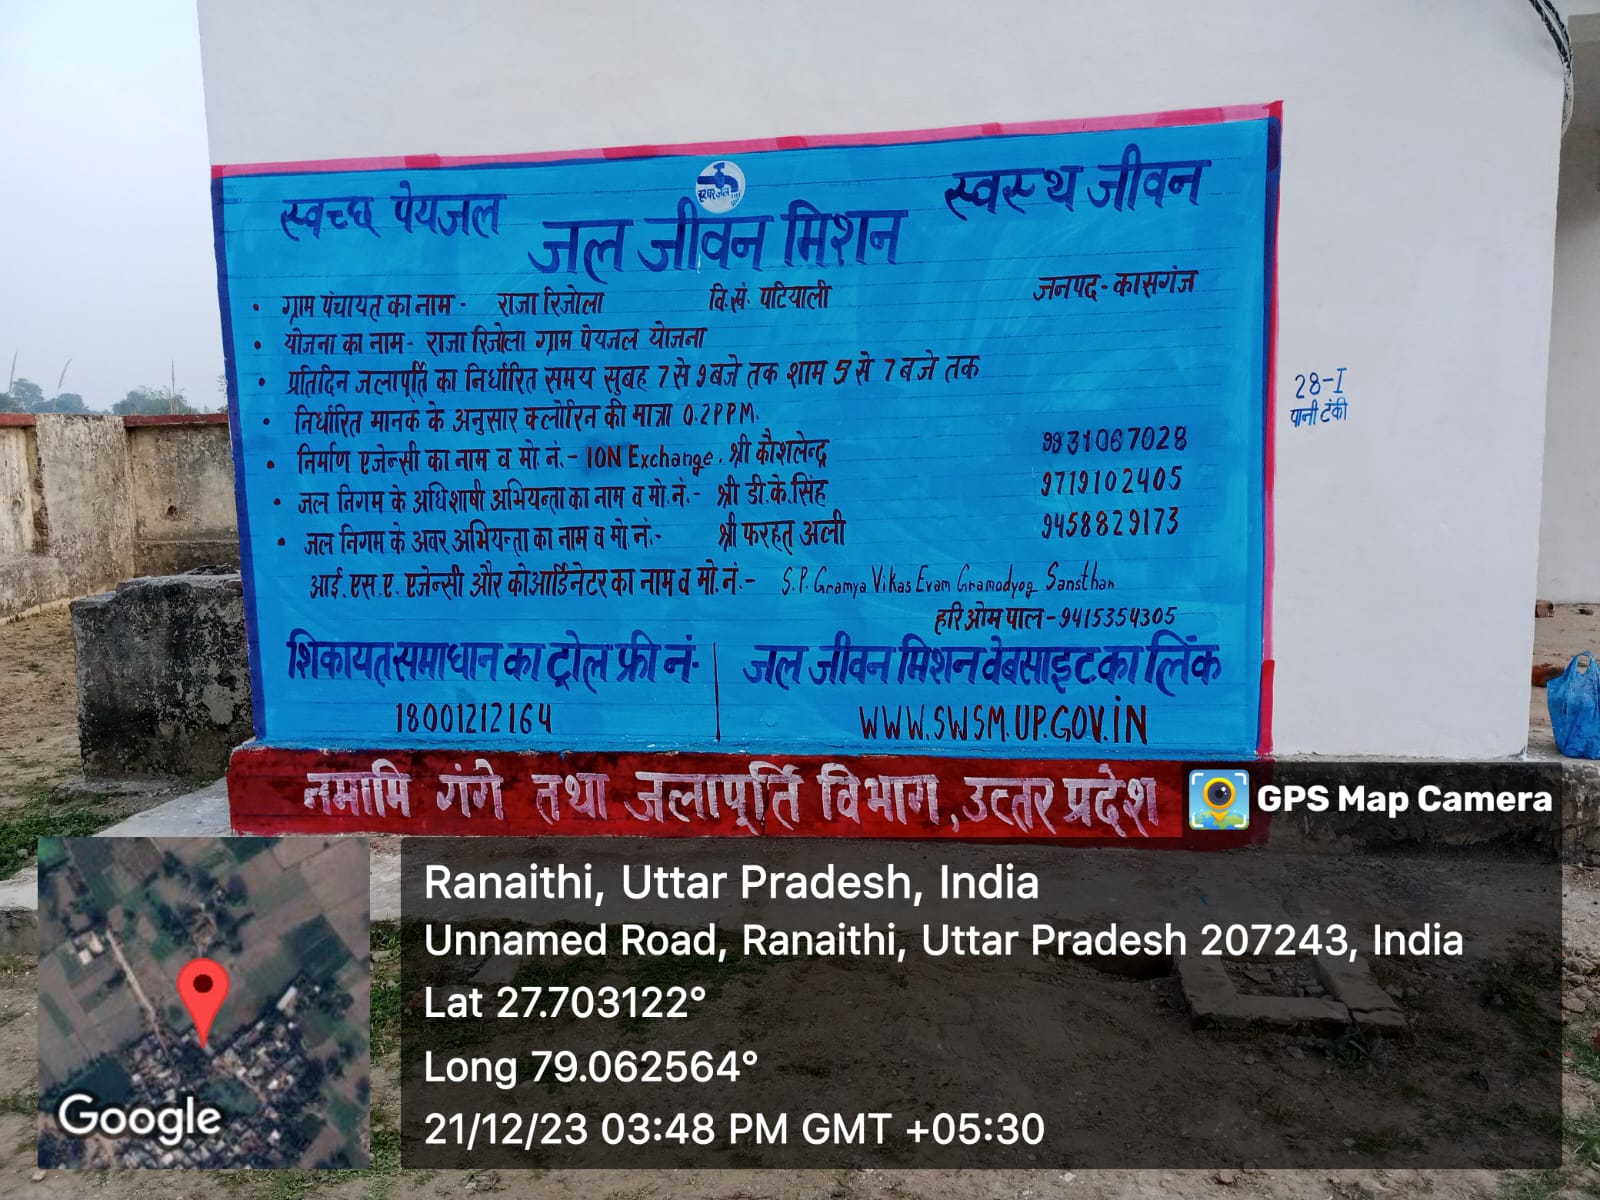 स्वच्छ पेयजल
हर घर जल
स्वस्थ जीवन
जल जीवन मिशन
• ग्राम पंचायत का नाम - राजा रिजोला वि.खं. पटियाली जनपद - कासगंज
• योजना का नाम - राजा रिजोला ग्राम पेयजल योजना
• प्रतिदिन जलापूर्ति का निर्धारित समय सुबह 7 से 9 बजे तक शाम 5 से 7 बजे तक
• निर्धारित मानक के अनुसार क्लोरिन की मात्रा 0.2PPM.
• निर्माण एजेन्सी का नाम व मो. नं. - ION Exchange, श्री कौशलेन्द्र 9931067028
• जल निगम के अधिशाषी अभियन्ता का नाम व मो. नं. - श्री डी. के. सिंह 9719102405
• जल निगम के अवर अभियन्ता का नाम व मो. नं. - श्री फरहत अली 9458829173
आई. एस. ए. एजेन्सी और कोआर्डिनेटर का नाम व मो. नं. - S.P. Gramya Vikas Evam Gramodyog Sansthan
हरिओम पाल - 9415354305
शिकायत समाधान का ट्रोल फ्री नं.
18001212164
जल जीवन मिशन वेबसाइट का लिंक
WWW.SWSM.UP.GOV.IN
नमामि गंगे तथा जलापूर्ति विभाग, उत्तर प्रदेश
28-I
पानी टंकी
GPS Map Camera
Ranaithi, Uttar Pradesh, India
Unnamed Road, Ranaithi, Uttar Pradesh 207243, India
Lat 27.703122°
Long 79.062564°
21/12/23 03:48 PM GMT +05:30
Google